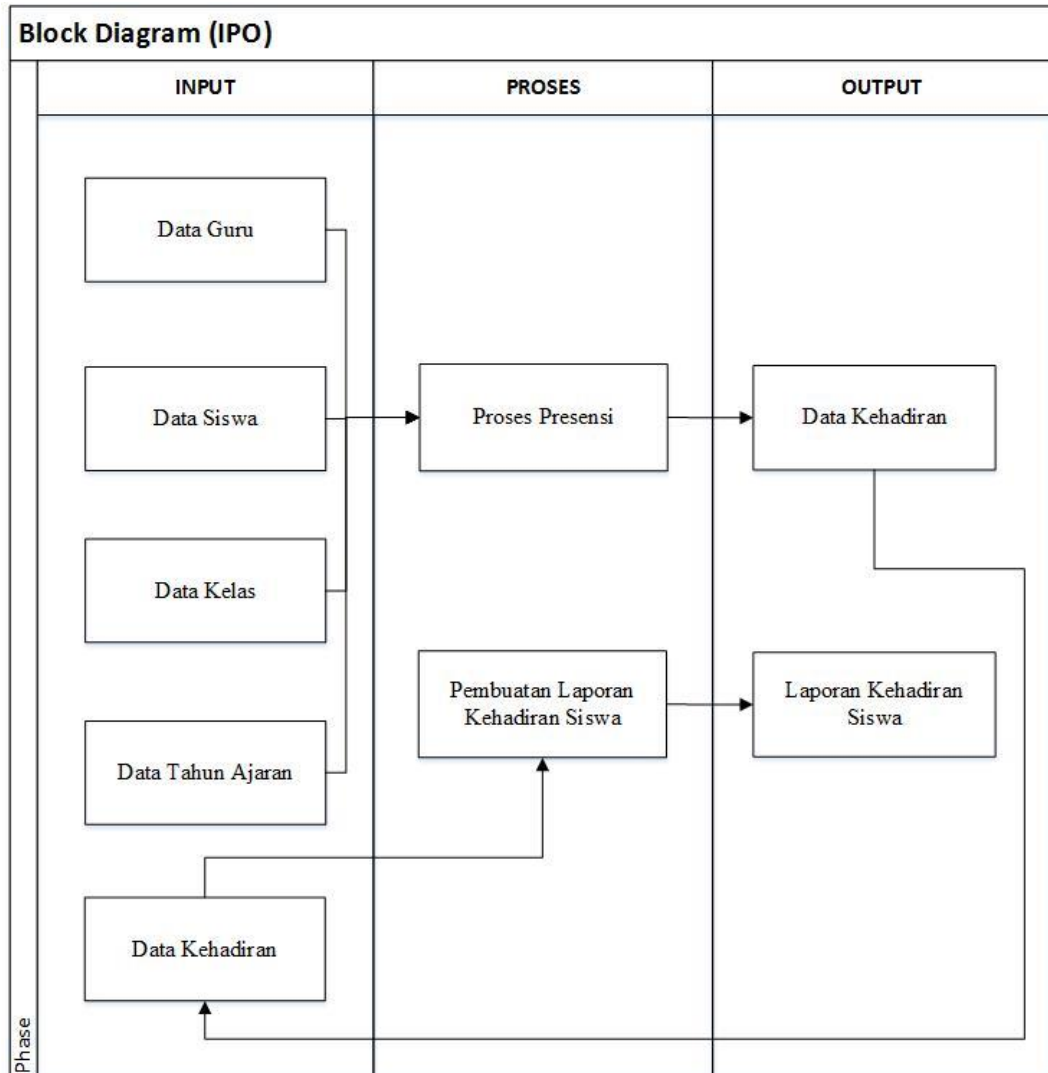 Block Diagram (IPO)
INPUT
PROSES
OUTPUT
Data Guru
Data Siswa
Proses Presensi
Data Kehadiran
Data Kelas
Pembuatan Laporan
Kehadiran Siswa
Laporan Kehadiran
Siswa
Data Tahun Ajaran
Data Kehadiran
Phase